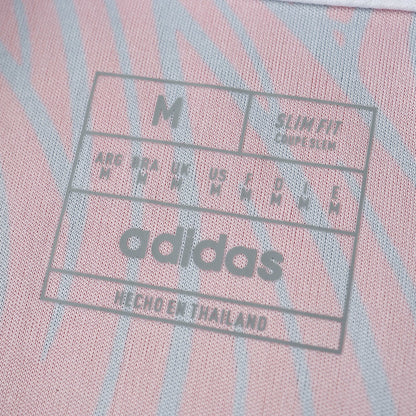 M
SLIM FIT
COUPE SLIM
ARG BRA UK US F D I E
M M M M M M M M
adidas
HECHO EN THAILAND